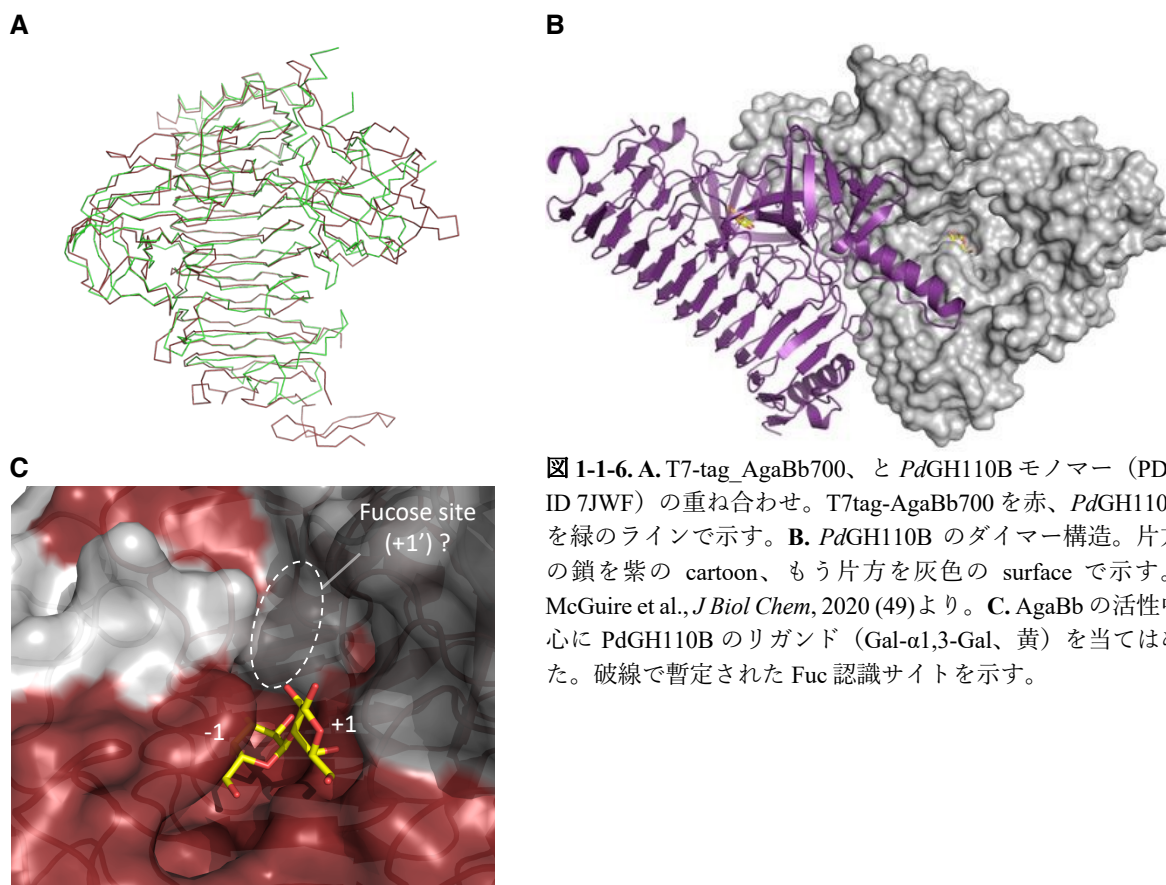 A
B
C
Fucose site
(+1’) ?
-1
+1
図 1-1-6. A. T7-tag_AgaBb700、と PdGH110B モノマー（PD
ID 7JWF）の重ね合わせ。T7tag-AgaBb700 を赤、PdGH110
を緑のラインで示す。B. PdGH110B のダイマー構造。片
の鎖を紫の cartoon、もう片方を灰色の surface で示す。
McGuire et al., J Biol Chem, 2020 (49)より。C. AgaBb の活性
心に PdGH110B のリガンド（Gal-α1,3-Gal、黄）を当ては
た。破線で暫定された Fuc 認識サイトを示す。